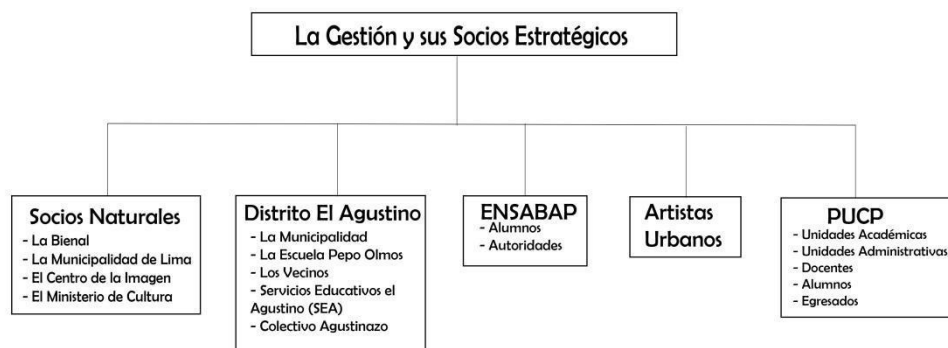 La Gestión y sus Socios Estratégicos
Socios Naturales
- La Bienal
- La Municipalidad de Lima
- El Centro de la Imagen
- El Ministerio de Cultura
Distrito El Agustino
- La Municipalidad
- La Escuela Pepo Olmos
- Los Vecinos
- Servicios Educativos el
Agustino (SEA)
- Colectivo Agustinazo
ENSABAP
- Alumnos
- Autoridades
Artistas
Urbanos
PUCP
- Unidades Académicas
- Unidades Administrativas
- Docentes
- Alumnos
- Egresados